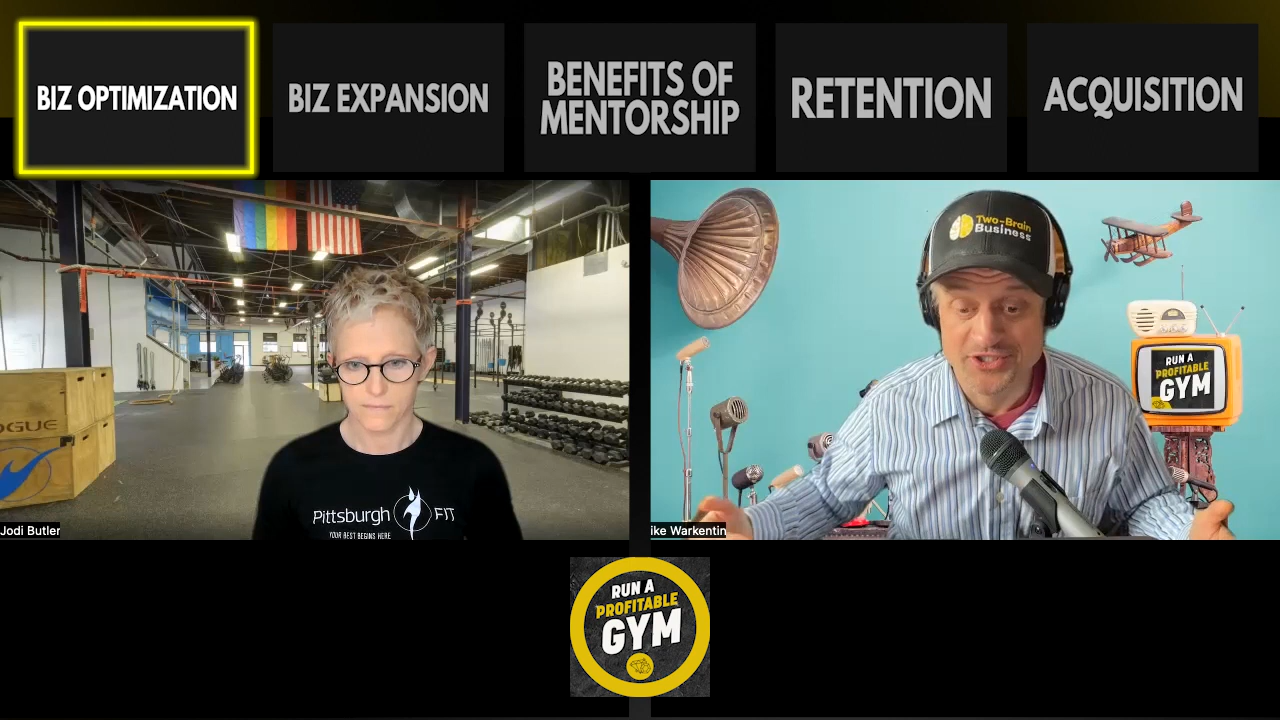 BIZ OPTIMIZATION
BIZ EXPANSION
BENEFITS OF
MENTORSHIP
RETENTION
ACQUISITION
OGUE
Pittsburgh FIT
YOUR BEST BEGINS HERE
Jodi Butler
Two-Brain
Business
RUN A
PROFITABLE
GYM
ike Warkentin
RUN A
PROFITABLE
GYM